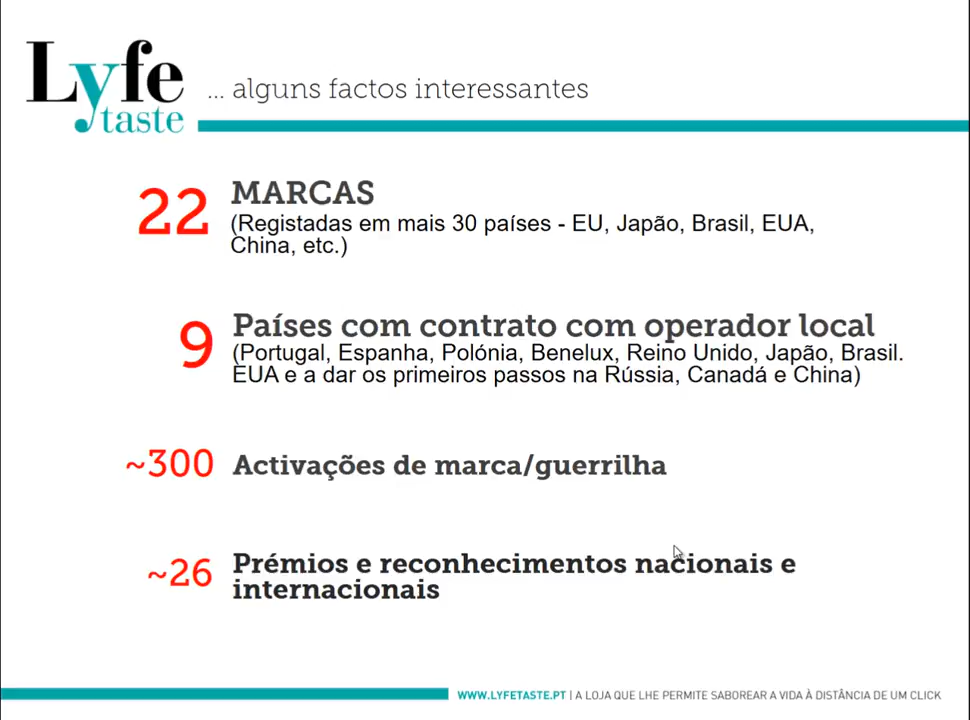 Lyfe
taste
... alguns factos interessantes
22
MARCAS
(Registadas em mais 30 países - EU, Japão, Brasil, EUA,
China, etc.)
9
Países com contrato com operador local
(Portugal, Espanha, Polónia, Benelux, Reino Unido, Japão, Brasil.
EUA e a dar os primeiros passos na Rússia, Canadá e China)
~300
Activações de marca/guerrilha
~26
Prémios e reconhecimentos nacionais e
internacionais
WWW.LYFETASTE.PT | A LOJA QUE LHE PERMITE SABOREAR A VIDA À DISTÂNCIA DE UM CLICK